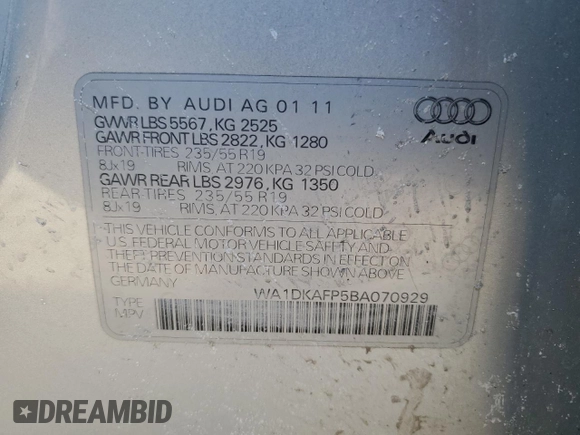 MFD. BY AUDI AG 01 11
GVWR LBS 5567, KG 2525
GAWR FRONT LBS 2822, KG 1280
FRONT-TIRES 235/55 R19
8Jx19 RIMS, AT 220 KPA 32 PSI COLD
GAWR REAR LBS 2976, KG 1350
REAR-TIRES 235/55 R19
8Jx19 RIMS, AT 220 KPA 32 PSI COLD
THIS VEHICLE CONFORMS TO ALL APPLICABLE
U.S. FEDERAL MOTOR VEHICLE SAFETY AND
THEFT PREVENTION STANDARDS IN EFFECT
ON THE DATE OF MANUFACTURE SHOWN ABOVE.
GERMANY
WA1DKAFP5BA070929
TYPE
MPV
Audi
DREAMBID